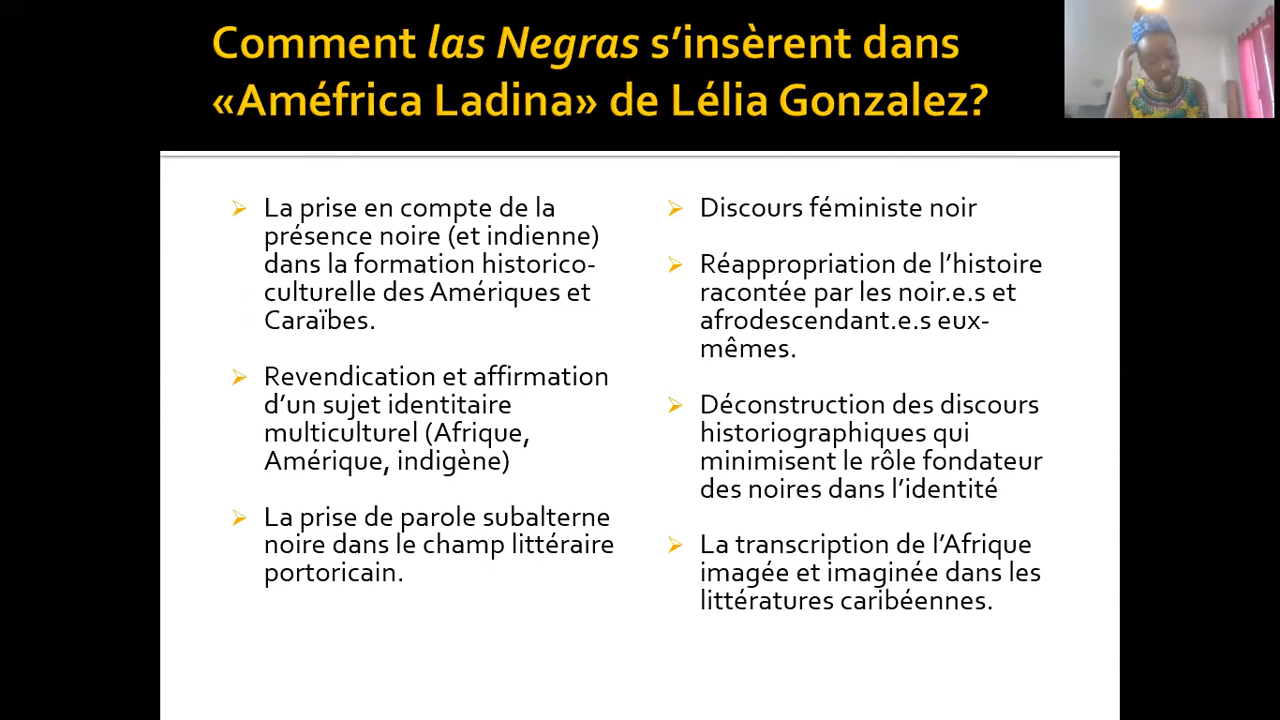 Comment las Negras s’insèrent dans
«Améfrica Ladina» de Lélia Gonzalez?
La prise en compte de la
présence noire (et indienne)
dans la formation historico-
culturelle des Amériques et
Caraïbes.
Revendication et affirmation
d’un sujet identitaire
multiculturel (Afrique,
Amérique, indigène)
La prise de parole subalterne
noire dans le champ littéraire
portoricain.
Discours féministe noir
Réappropriation de l’histoire
racontée par les noir.e.s et
afrodescendant.e.s eux-
mêmes.
Déconstruction des discours
historiographiques qui
minimisent le rôle fondateur
des noires dans l’identité
La transcription de l’Afrique
imagée et imaginée dans les
littératures caribéennes.